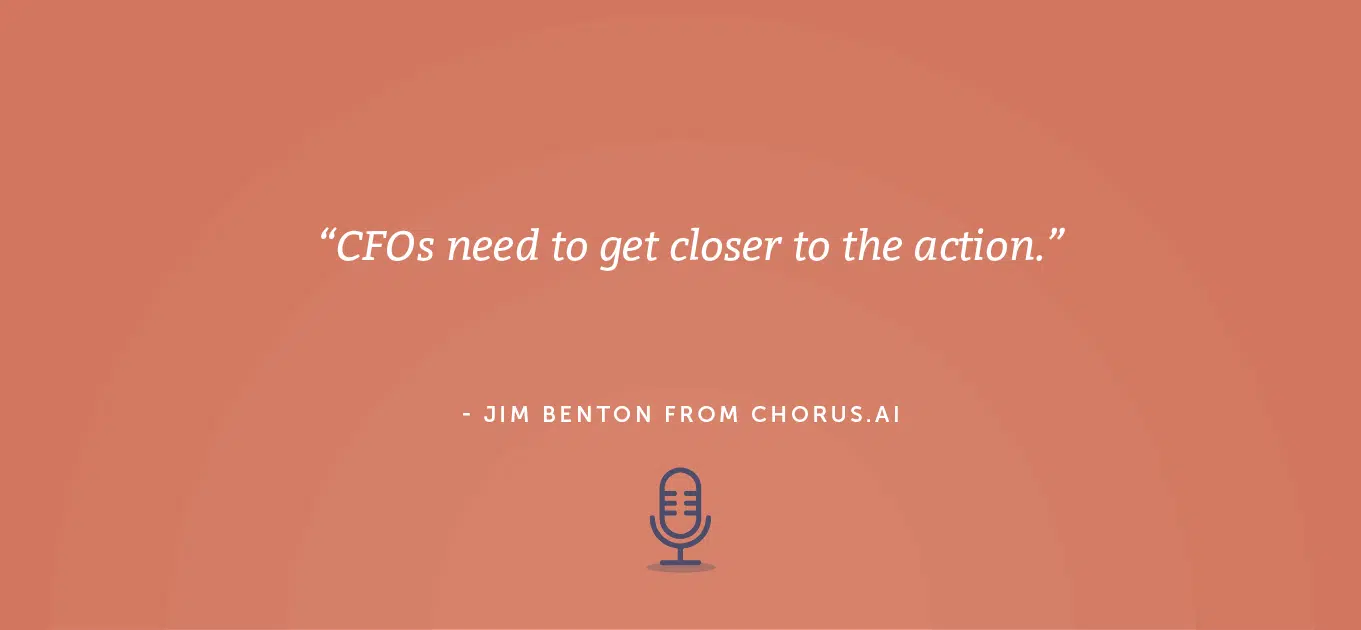 “CFOs need to get closer to the action.”
- JIM BENTON FROM CHORUS.AI